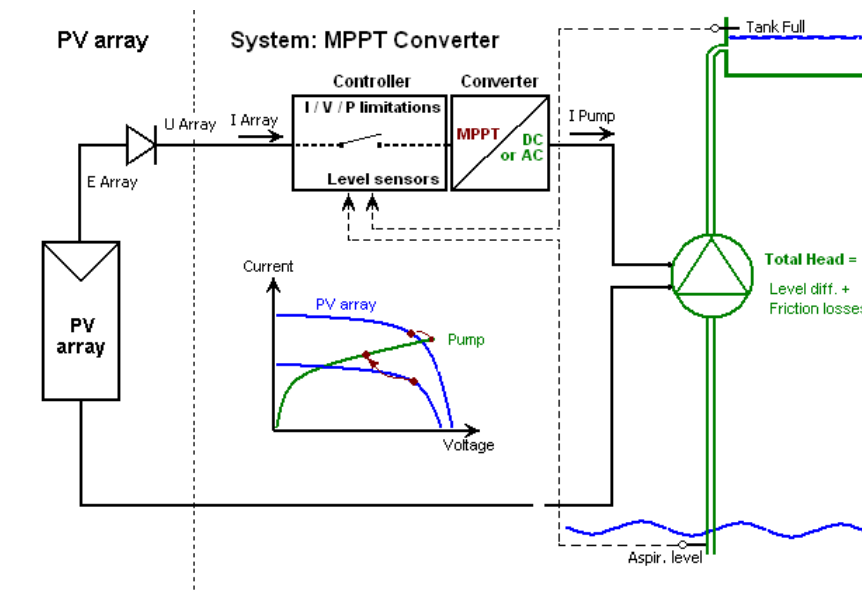 PV array
System: MPPT Converter
Tank Full
Controller
Converter
I / V / P limitations
U Array
I Array
I Pump
MPPT
DC
or AC
Level sensors
E Array
Current
Total Head =
Level diff. +
Friction losses
PV array
Pump
PV
array
Voltage
Aspir. level